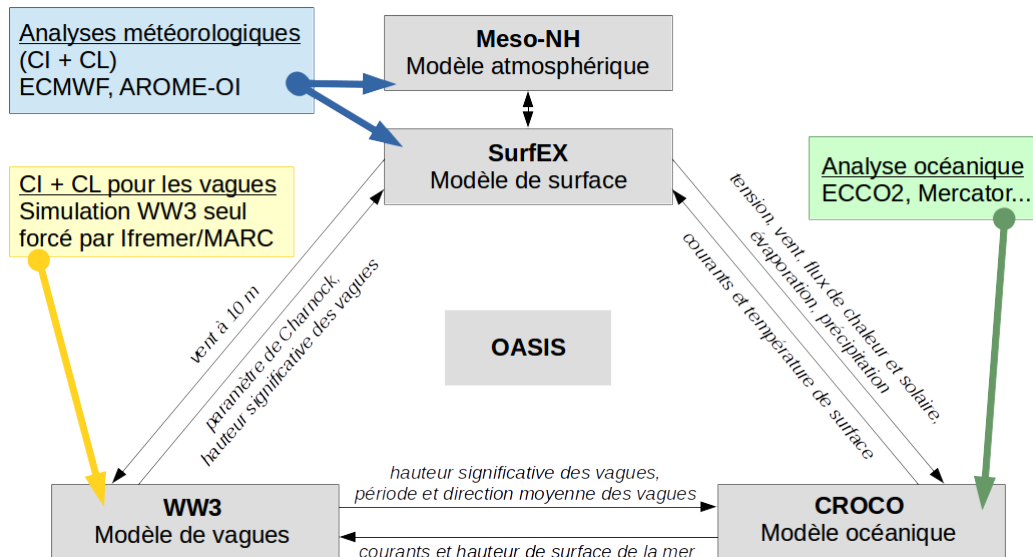 Analyses météorologiques
(CI + CL)
ECMWF, AROME-OI
Meso-NH
Modèle atmosphérique
SurfEX
Modèle de surface
CI + CL pour les vagues
Simulation WW3 seul
forcé par Ifremer/MARC
Analyse océanique
ECCO2, Mercator...
vent à 10 m
paramètre de Charnock,
hauteur significative des vagues
OASIS
tension, vent, flux de chaleur et solaire,
évaporation, précipitation
courants et température de surface
hauteur significative des vagues,
période et direction moyenne des vagues
WW3
Modèle de vagues
CROCO
Modèle océanique
courants et hauteur de surface de la mer